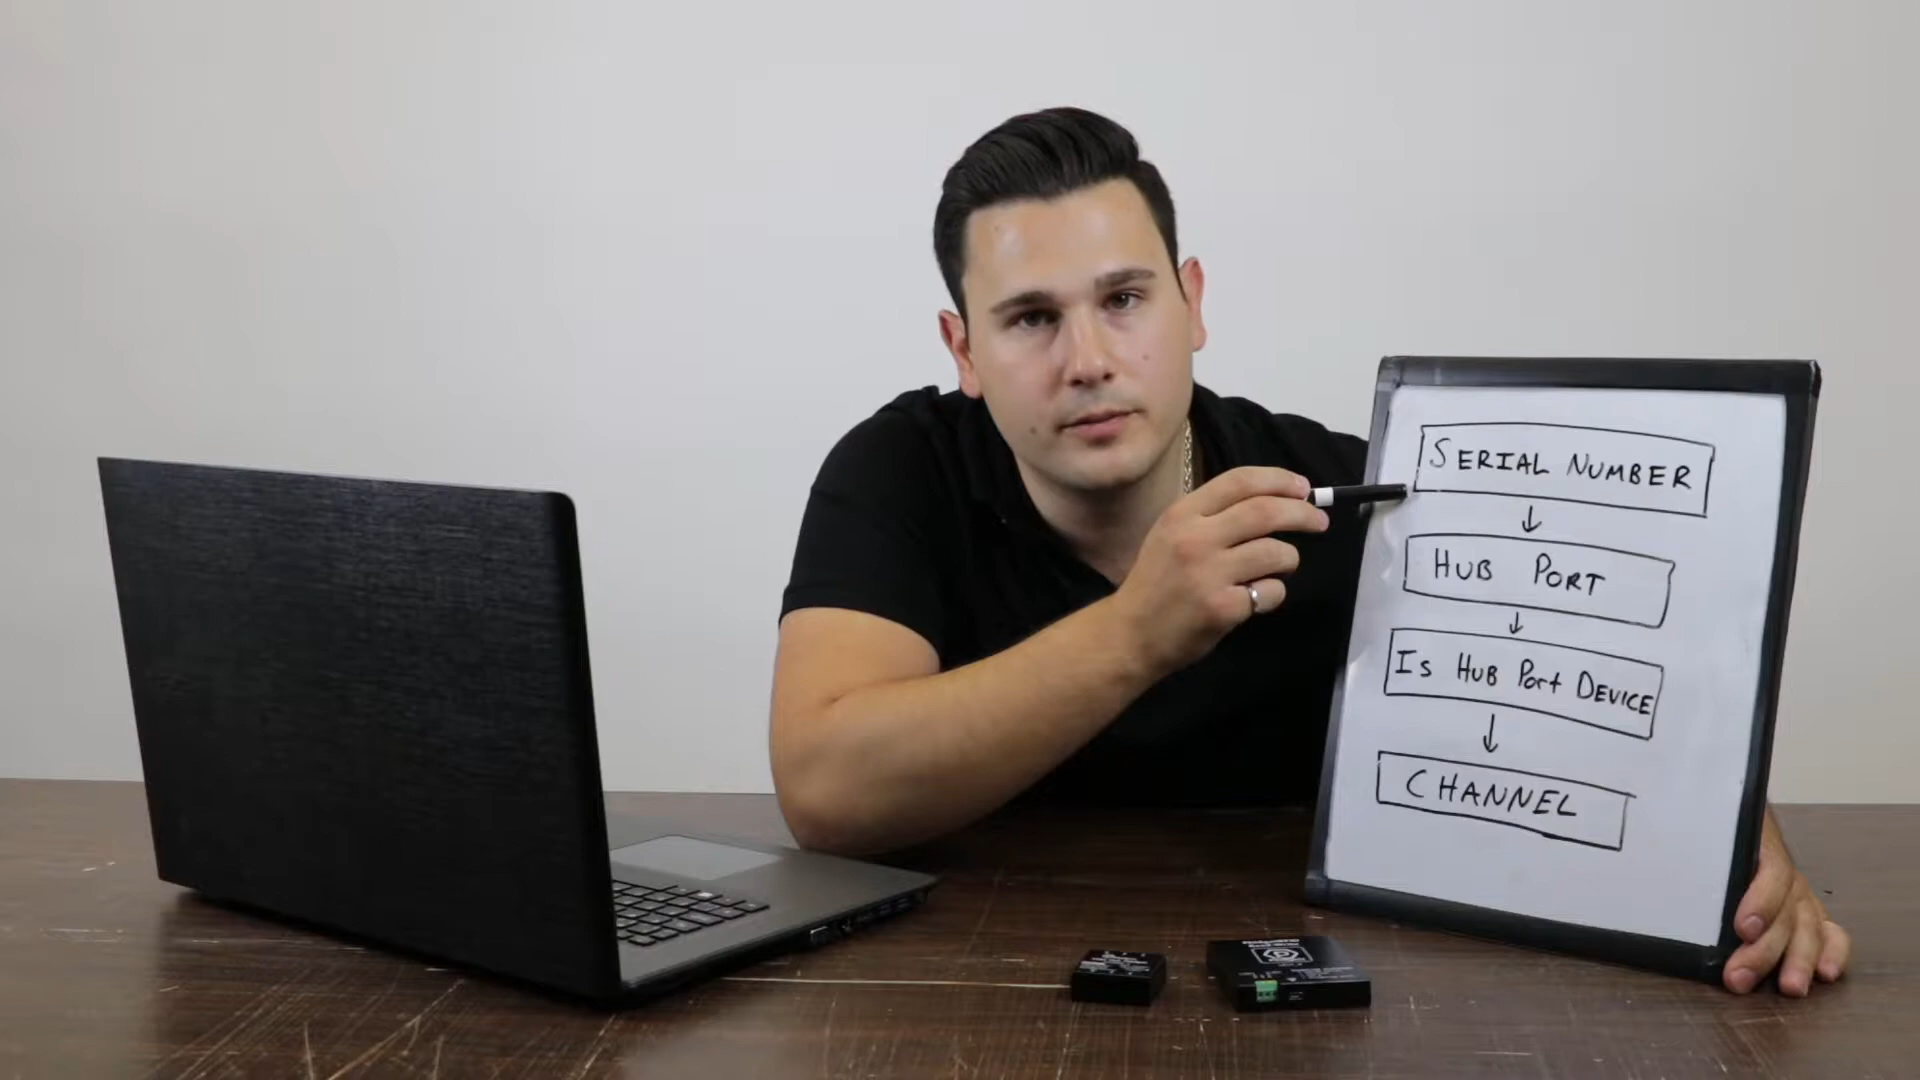 SERIAL NUMBER
HUB PORT
IS HUB Port DEVICE
CHANNEL